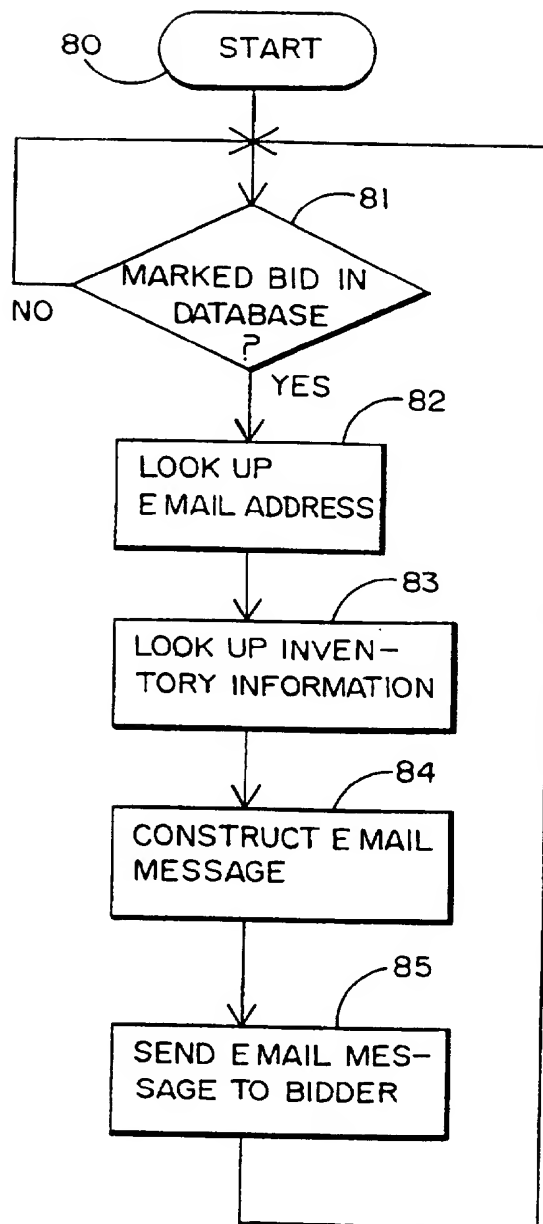 80
START
81
MARKED BID IN
DATABASE
?
NO
YES
82
LOOK UP
E MAIL ADDRESS
83
LOOK UP INVEN-
TORY INFORMATION
84
CONSTRUCT E MAIL
MESSAGE
85
SEND E MAIL MES-
SAGE TO BIDDER